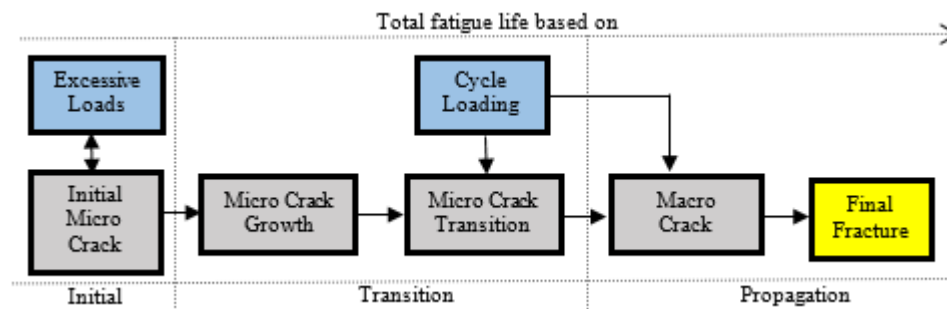 Total fatigue life based on
Excessive
Loads
Cycle
Loading
Initial
Micro
Crack
Micro Crack
Growth
Micro Crack
Transition
Macro
Crack
Final
Fracture
Initial
Transition
Propagation